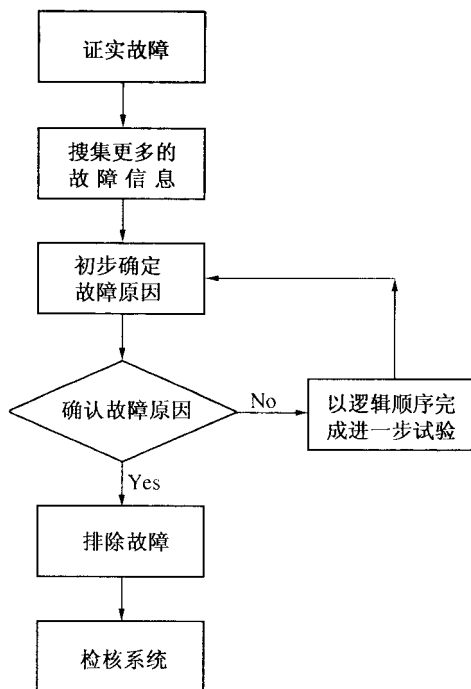 证实故障
搜集更多的
故障信息
初步确定
故障原因
确认故障原因
No
以逻辑顺序完
成进一步试验
Yes
排除故障
检核系统